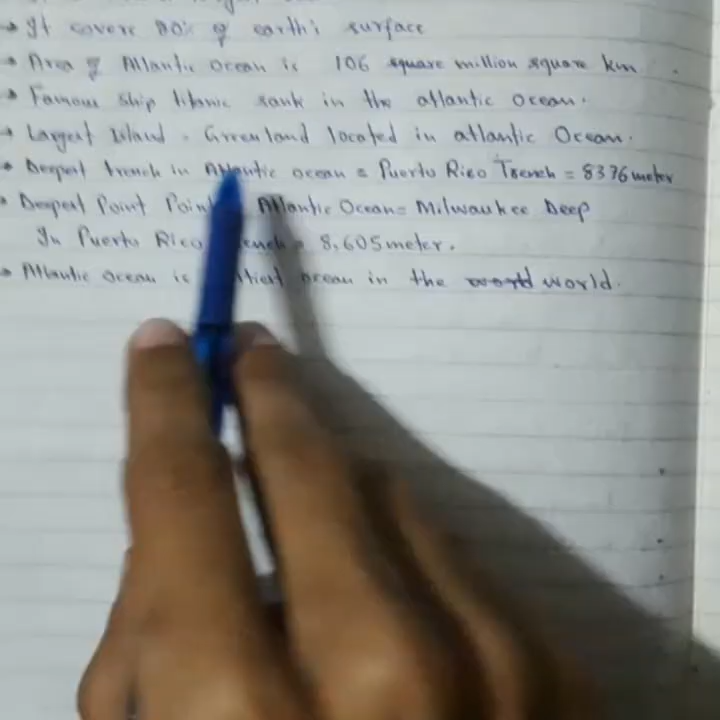 → It covers 20% of earth's surface
→ Area of Atlantic Ocean is 106 square million square km .
→ Famous ship titanic sank in the atlantic Ocean.
→ Largest Island = Greenland located in atlantic Ocean.
→ Deepest trench in Atlantic ocean = Puerto Rico Trench = 8376 meter
→ Deepest Point Point Atlantic Ocean = Milwaukee Deep
In Puerto Rico = 8,605 meter.
→ Atlantic Ocean is ocean in the world.